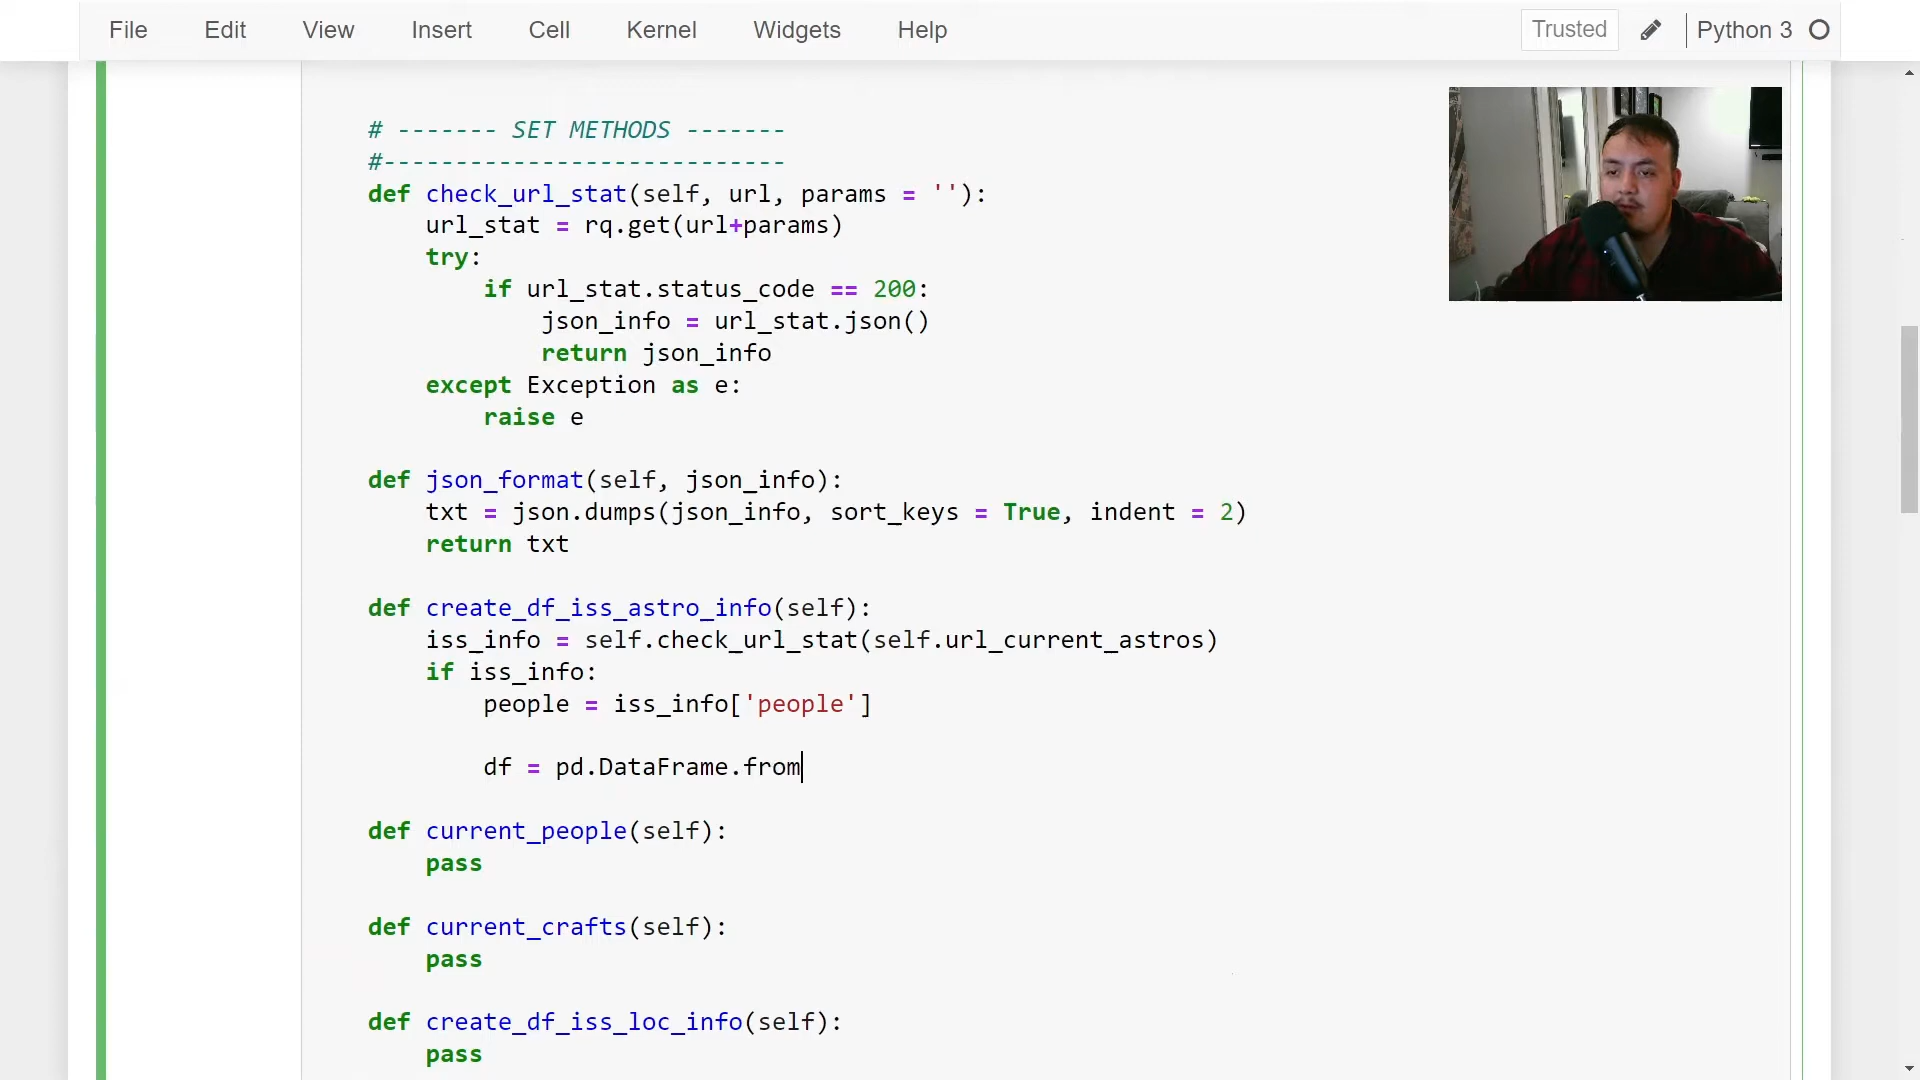 File Edit View Insert Cell Kernel Widgets Help Trusted Python 3
# ------- SET METHODS -------
#----------------------------
def check_url_stat(self, url, params = ''):
url_stat = rq.get(url+params)
try:
if url_stat.status_code == 200:
json_info = url_stat.json()
return json_info
except Exception as e:
raise e
def json_format(self, json_info):
txt = json.dumps(json_info, sort_keys = True, indent = 2)
return txt
def create_df_iss_astro_info(self):
iss_info = self.check_url_stat(self.url_current_astros)
if iss_info:
people = iss_info['people']
df = pd.DataFrame.from
def current_people(self):
pass
def current_crafts(self):
pass
def create_df_iss_loc_info(self):
pass